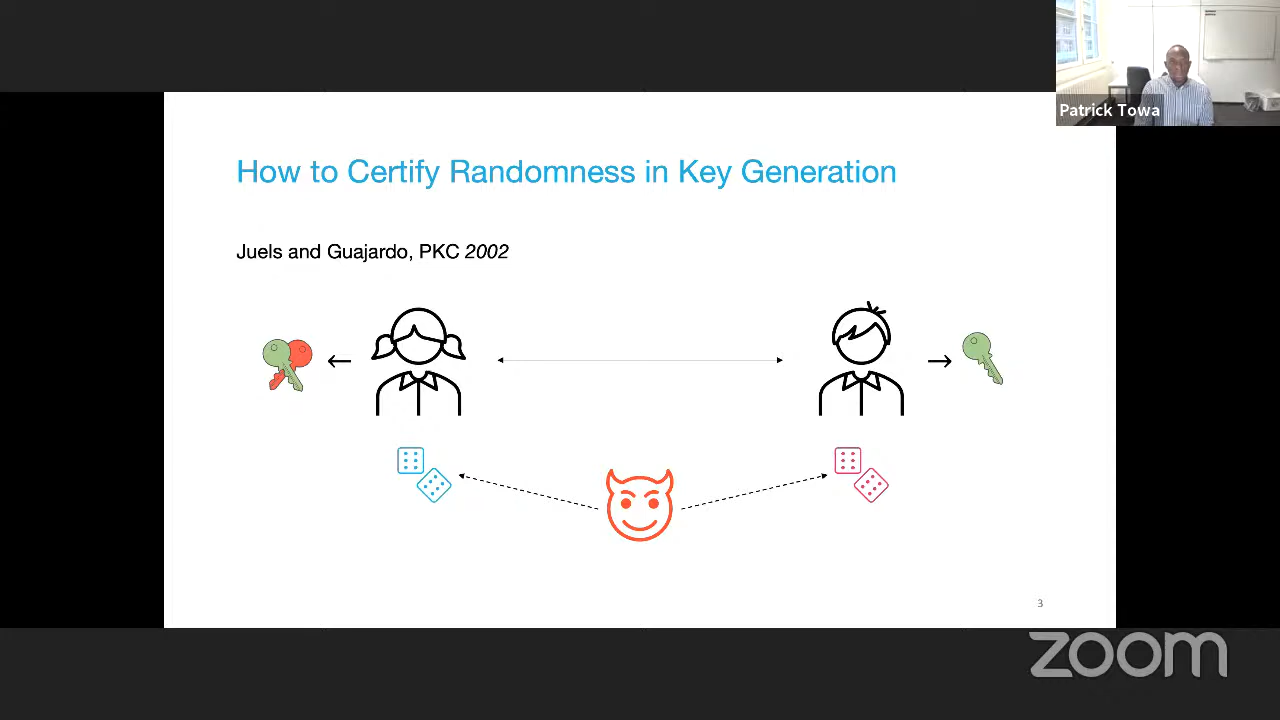 Patrick Towa
How to Certify Randomness in Key Generation
Juels and Guajardo, PKC 2002
3
zoom